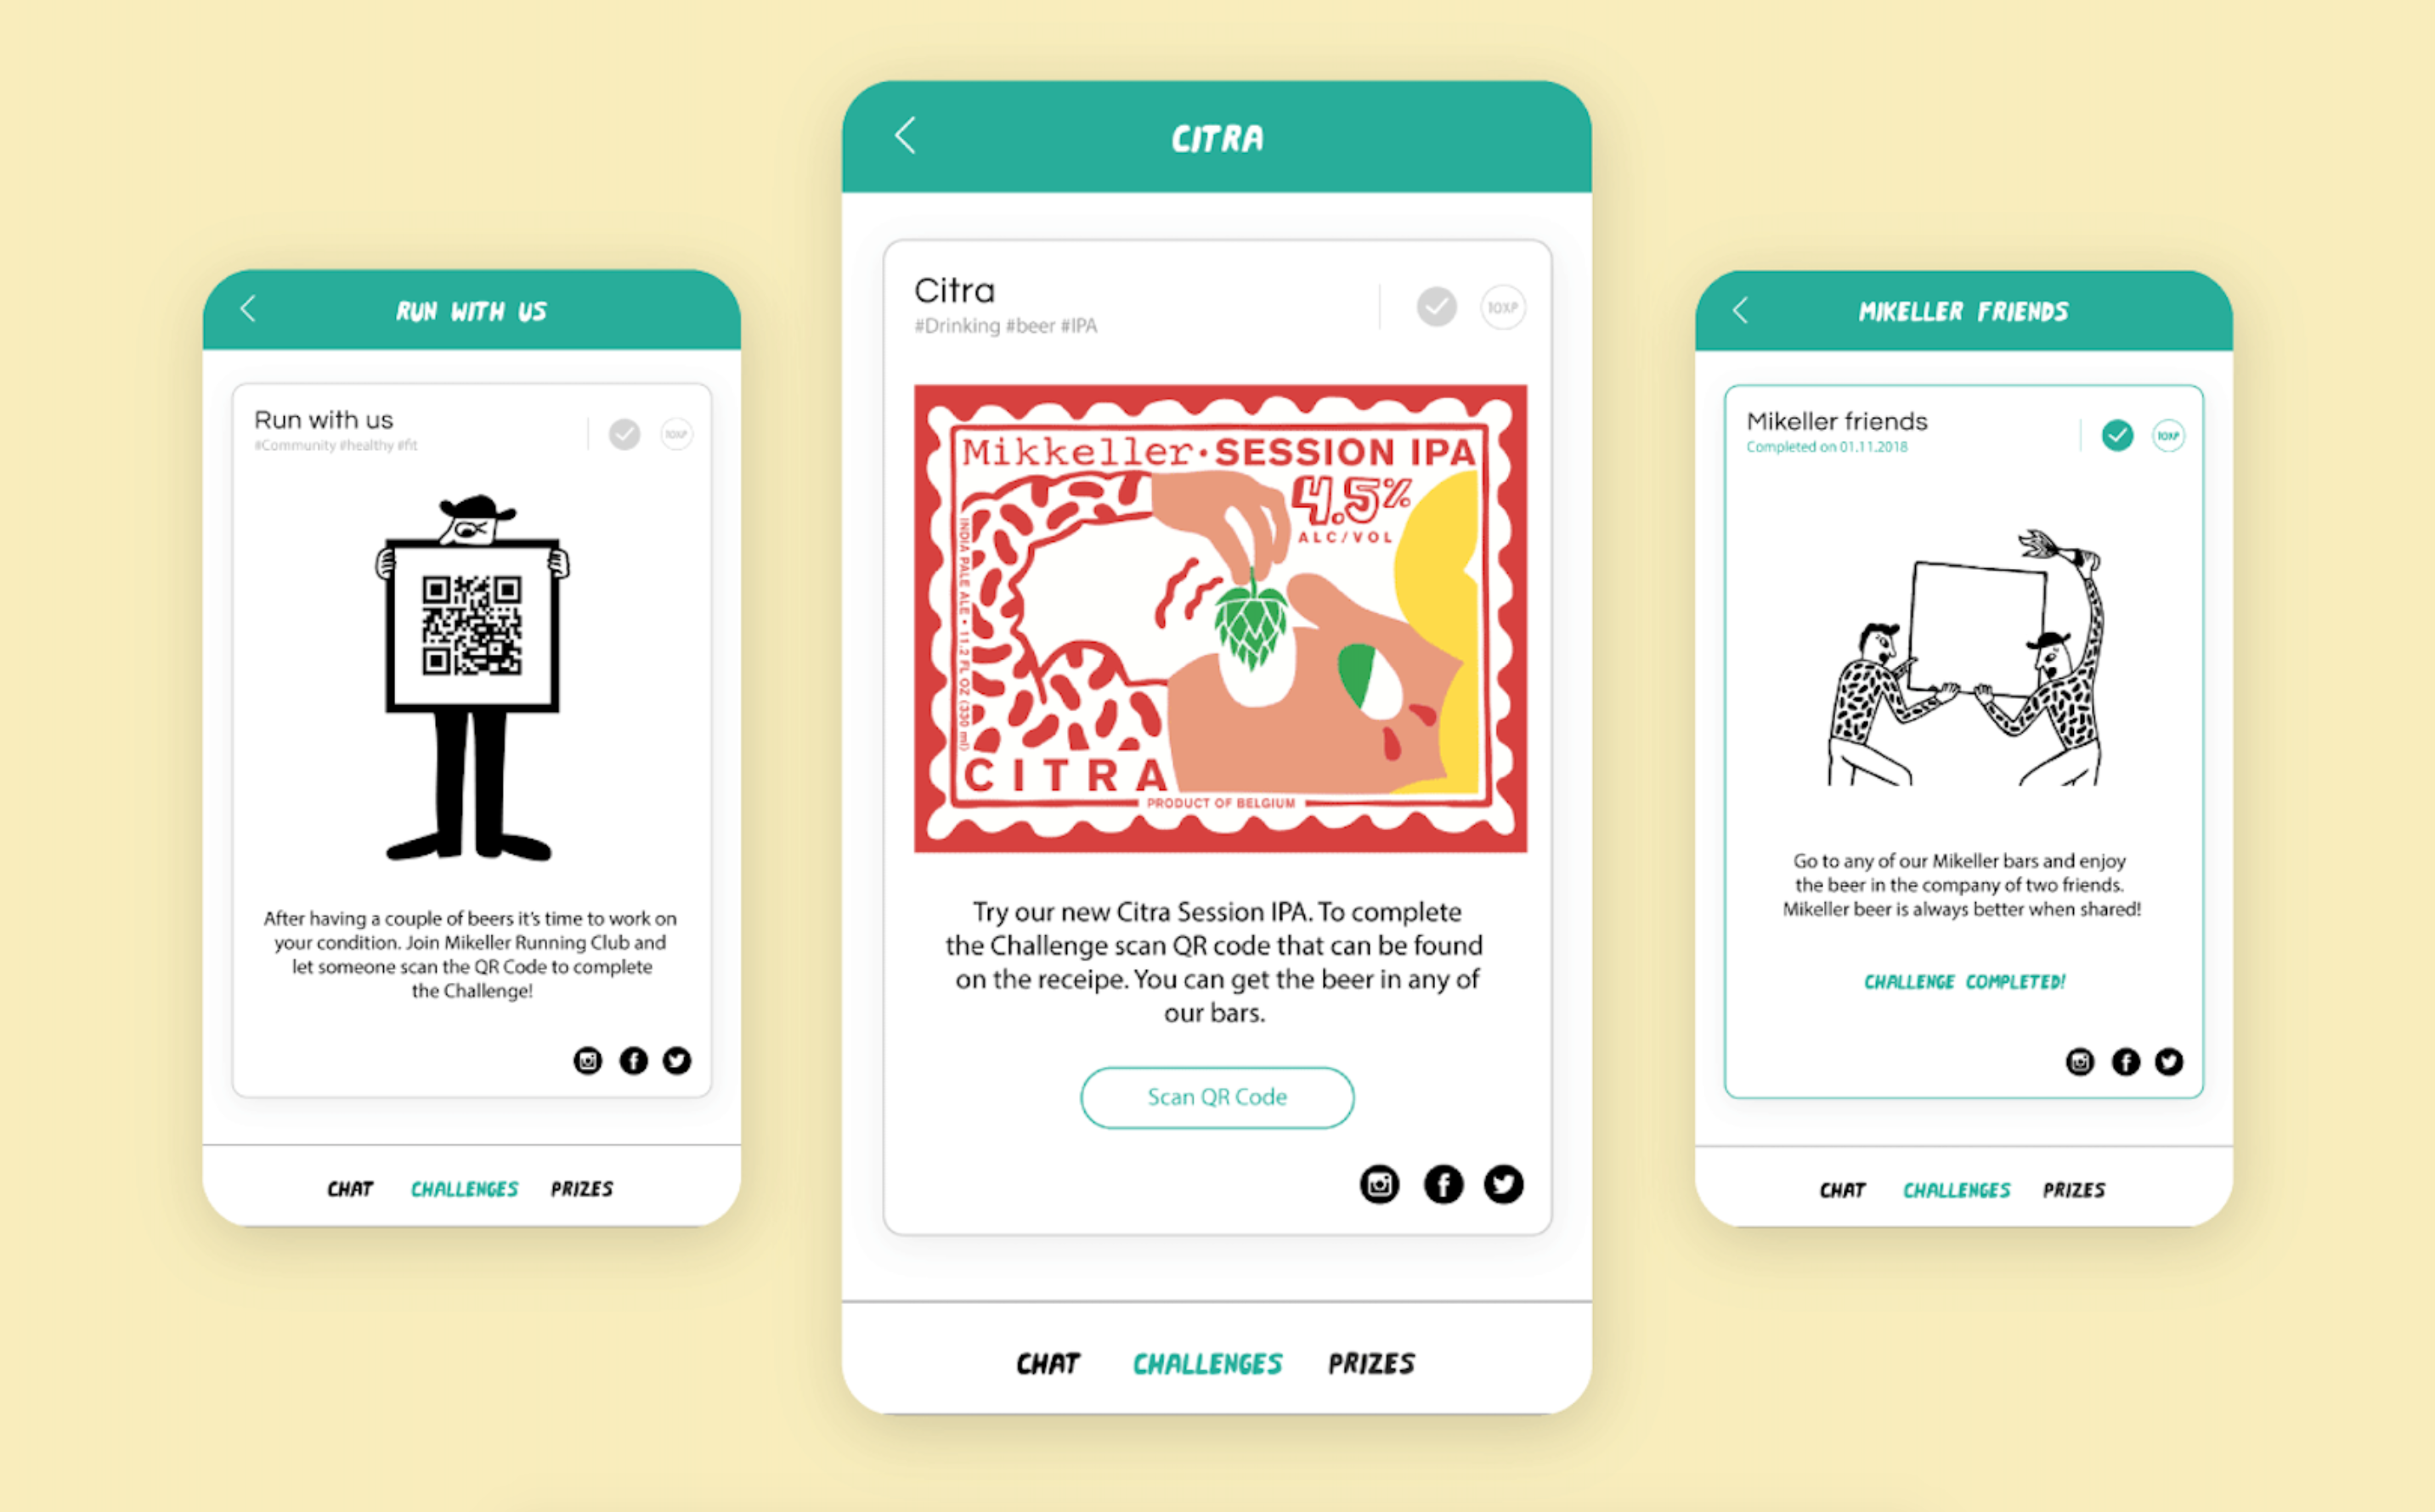 RUN WITH US
Run with us
#Community #healthy #fit
10XP
After having a couple of beers it's time to work on
your condition. Join Mikeller Running Club and
let someone scan the QR Code to complete
the Challenge!
CHAT CHALLENGES PRIZES
CITRA
Citra
#Drinking #beer #IPA
10XP
Mikkeller · SESSION IPA
4.5%
ALC/VOL
INDIA PALE ALE • 11.2 FL OZ (330 ml)
CITRA
PRODUCT OF BELGIUM
Try our new Citra Session IPA. To complete
the Challenge scan QR code that can be found
on the receipe. You can get the beer in any of
our bars.
Scan QR Code
CHAT CHALLENGES PRIZES
MIKELLER FRIENDS
Mikeller friends
Completed on 01.11.2018
10XP
Go to any of our Mikeller bars and enjoy
the beer in the company of two friends.
Mikeller beer is always better when shared!
CHALLENGE COMPLETED!
CHAT CHALLENGES PRIZES